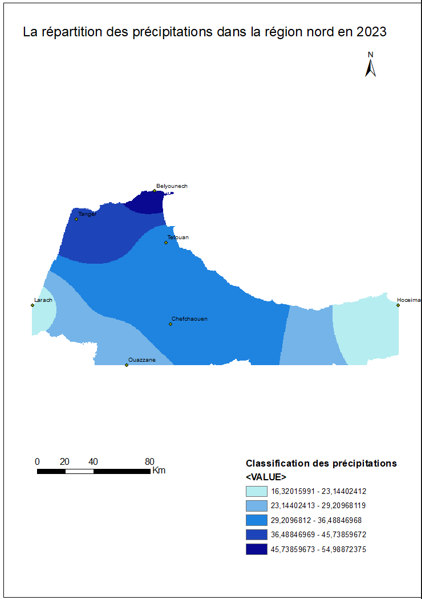 La répartition des précipitations dans la région nord en 2023
N
Belyounech
Tanger
Tetouan
Larach
Hoceima
Chefchaouen
Ouazzane
0 20 40 80
Km
Classification des précipitations
<VALUE>
16,32015991 - 23,14402412
23,14402413 - 29,20968119
29,2096812 - 36,48846968
36,48846969 - 45,73859672
45,73859673 - 54,98872375